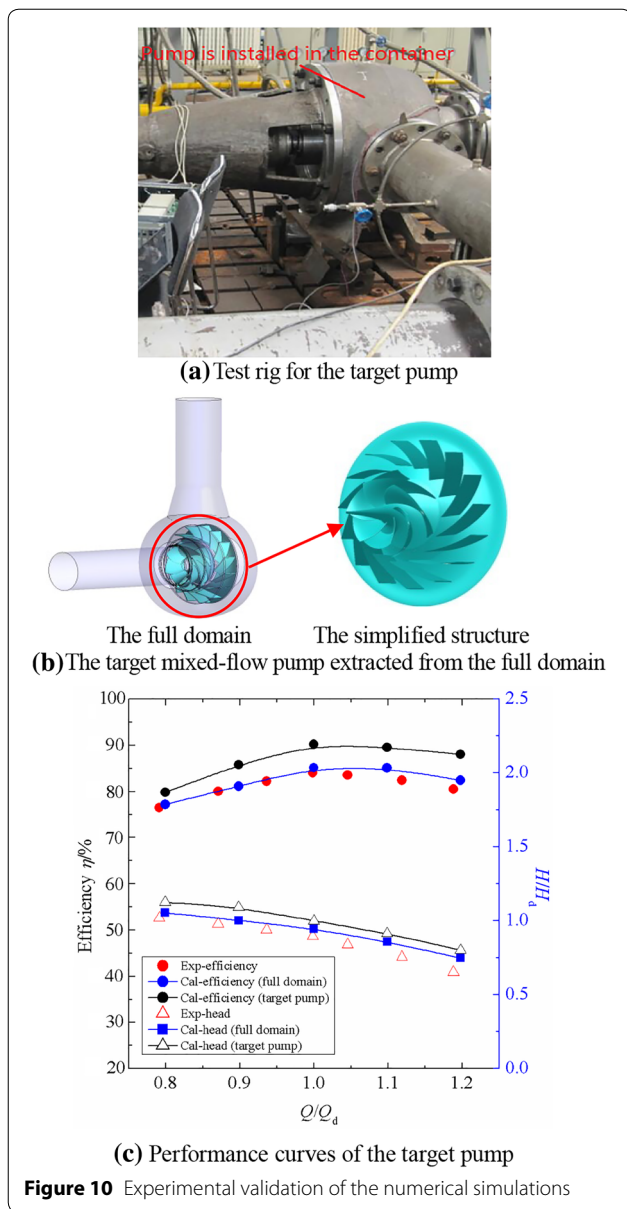 Pump is installed in the container
(a) Test rig for the target pump
The full domain The simplified structure
(b) The target mixed-flow pump extracted from the full domain
100
90
80
70
60
50
40
30
20
Efficiency η/%
2.5
2.0
1.5
1.0
0.5
0.0
H/Hd
Exp-efficiency
Cal-efficiency (full domain)
Cal-efficiency (target pump)
Exp-head
Cal-head (full domain)
Cal-head (target pump)
0.8 0.9 1.0 1.1 1.2
Q/Qd
(c) Performance curves of the target pump
Figure 10 Experimental validation of the numerical simulations